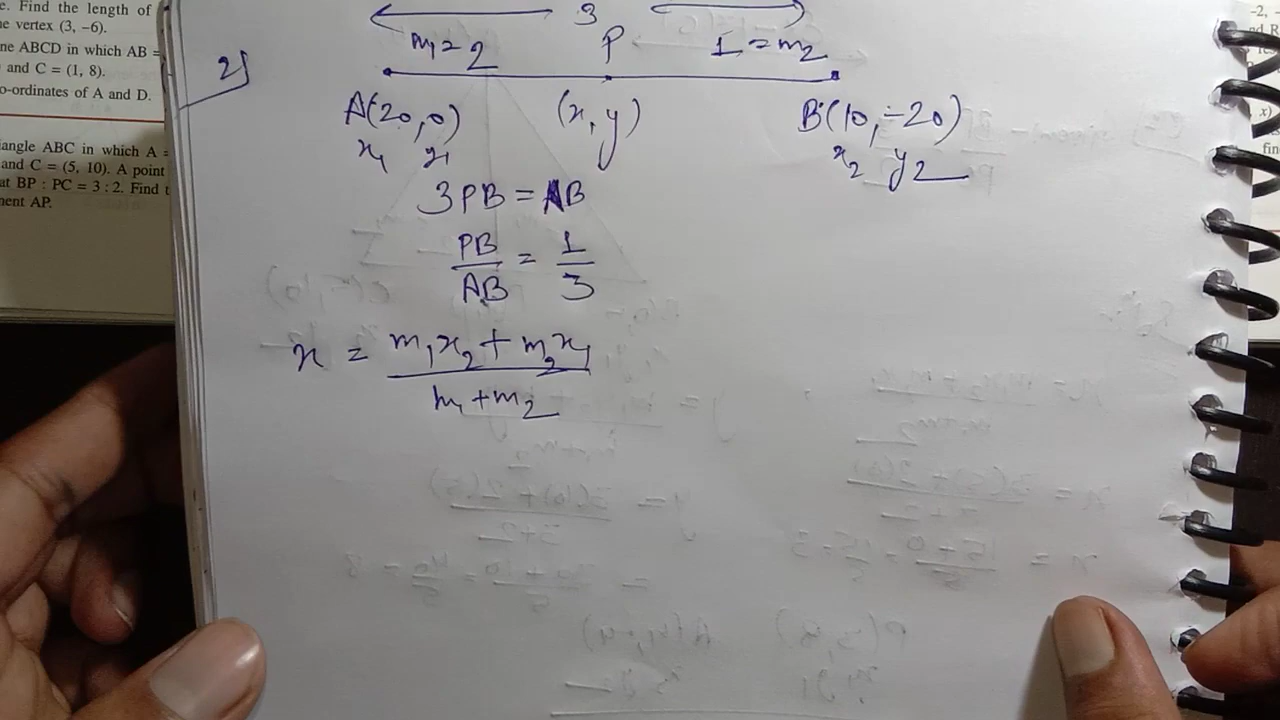 e. Find the length of
e vertex (3, –6).
ne ABCD in which AB =
and C = (1, 8).
o-ordinates of A and D.
angle ABC in which A =
and C = (5, 10). A point
at BP : PC = 3 : 2. Find t
nent AP.
3
2)
m₁ = 2 P 1 = m₂
A(20, 0) (x, y) B(10, -20)
x₁ y₁ x₂ y₂
3PB = AB
PB/AB = 1/3
x = (m₁x₂ + m₂x₁)/(m₁ + m₂)